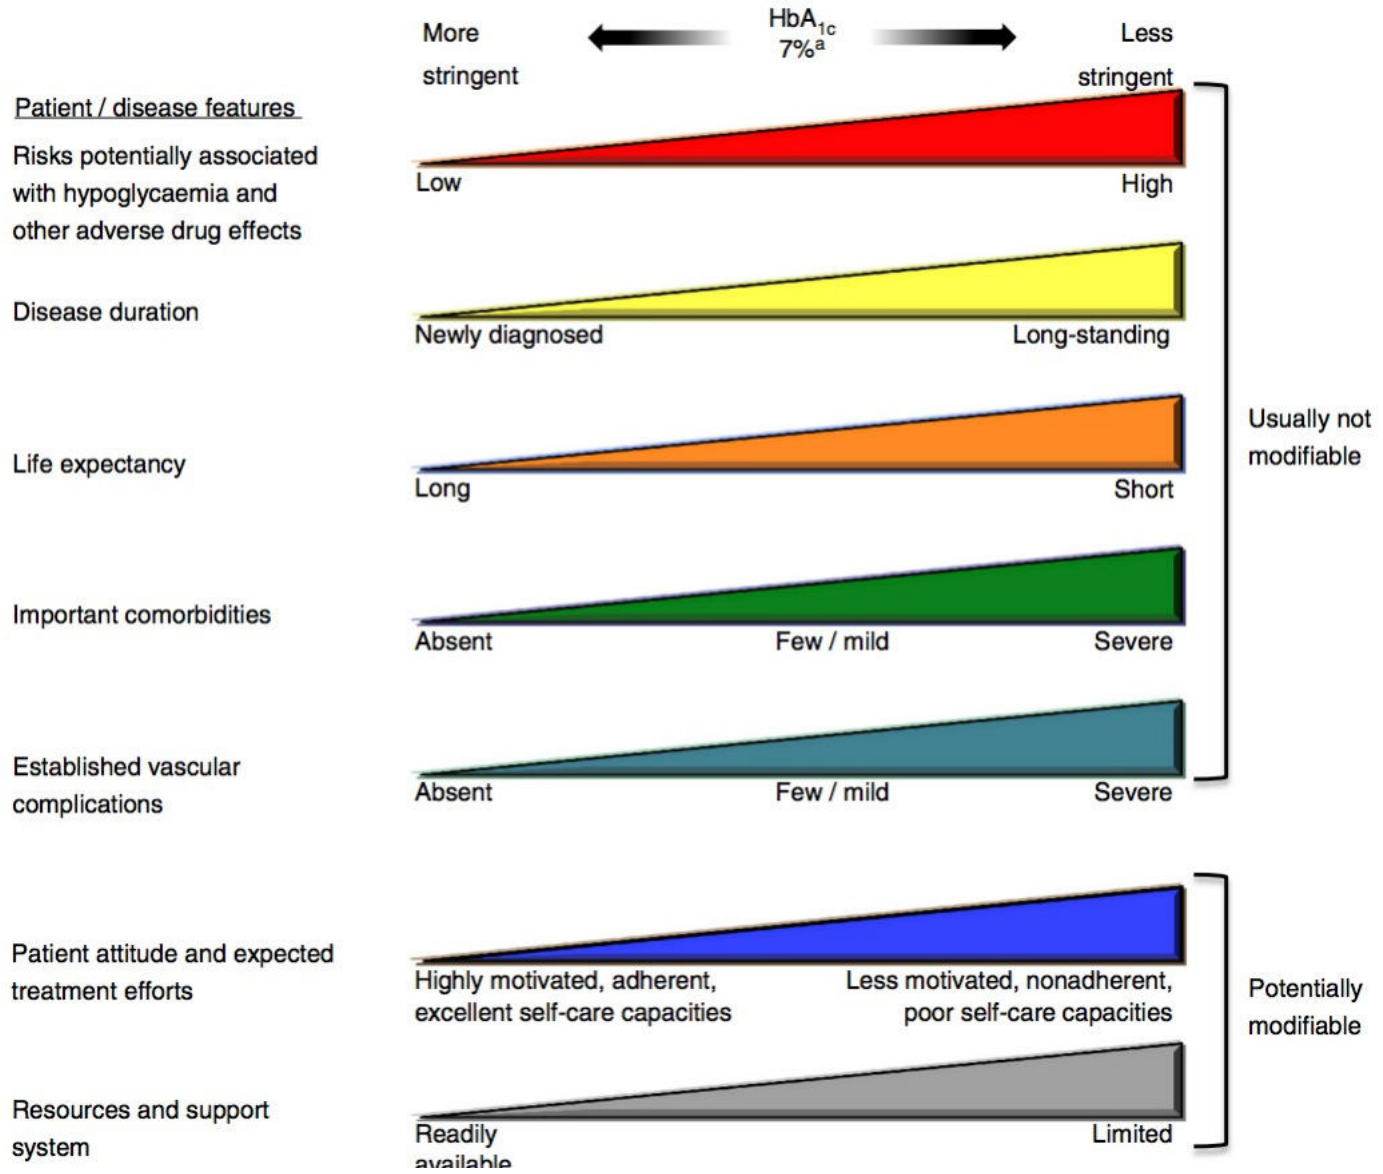 More
stringent
HbA1c
7%a
Less
stringent
Patient / disease features
Risks potentially associated
with hypoglycaemia and
other adverse drug effects
Low
High
Disease duration
Newly diagnosed
Long-standing
Life expectancy
Long
Short
Usually not
modifiable
Important comorbidities
Absent
Few / mild
Severe
Established vascular
complications
Absent
Few / mild
Severe
Patient attitude and expected
treatment efforts
Highly motivated, adherent,
excellent self-care capacities
Less motivated, nonadherent,
poor self-care capacities
Potentially
modifiable
Resources and support
system
Readily
available
Limited